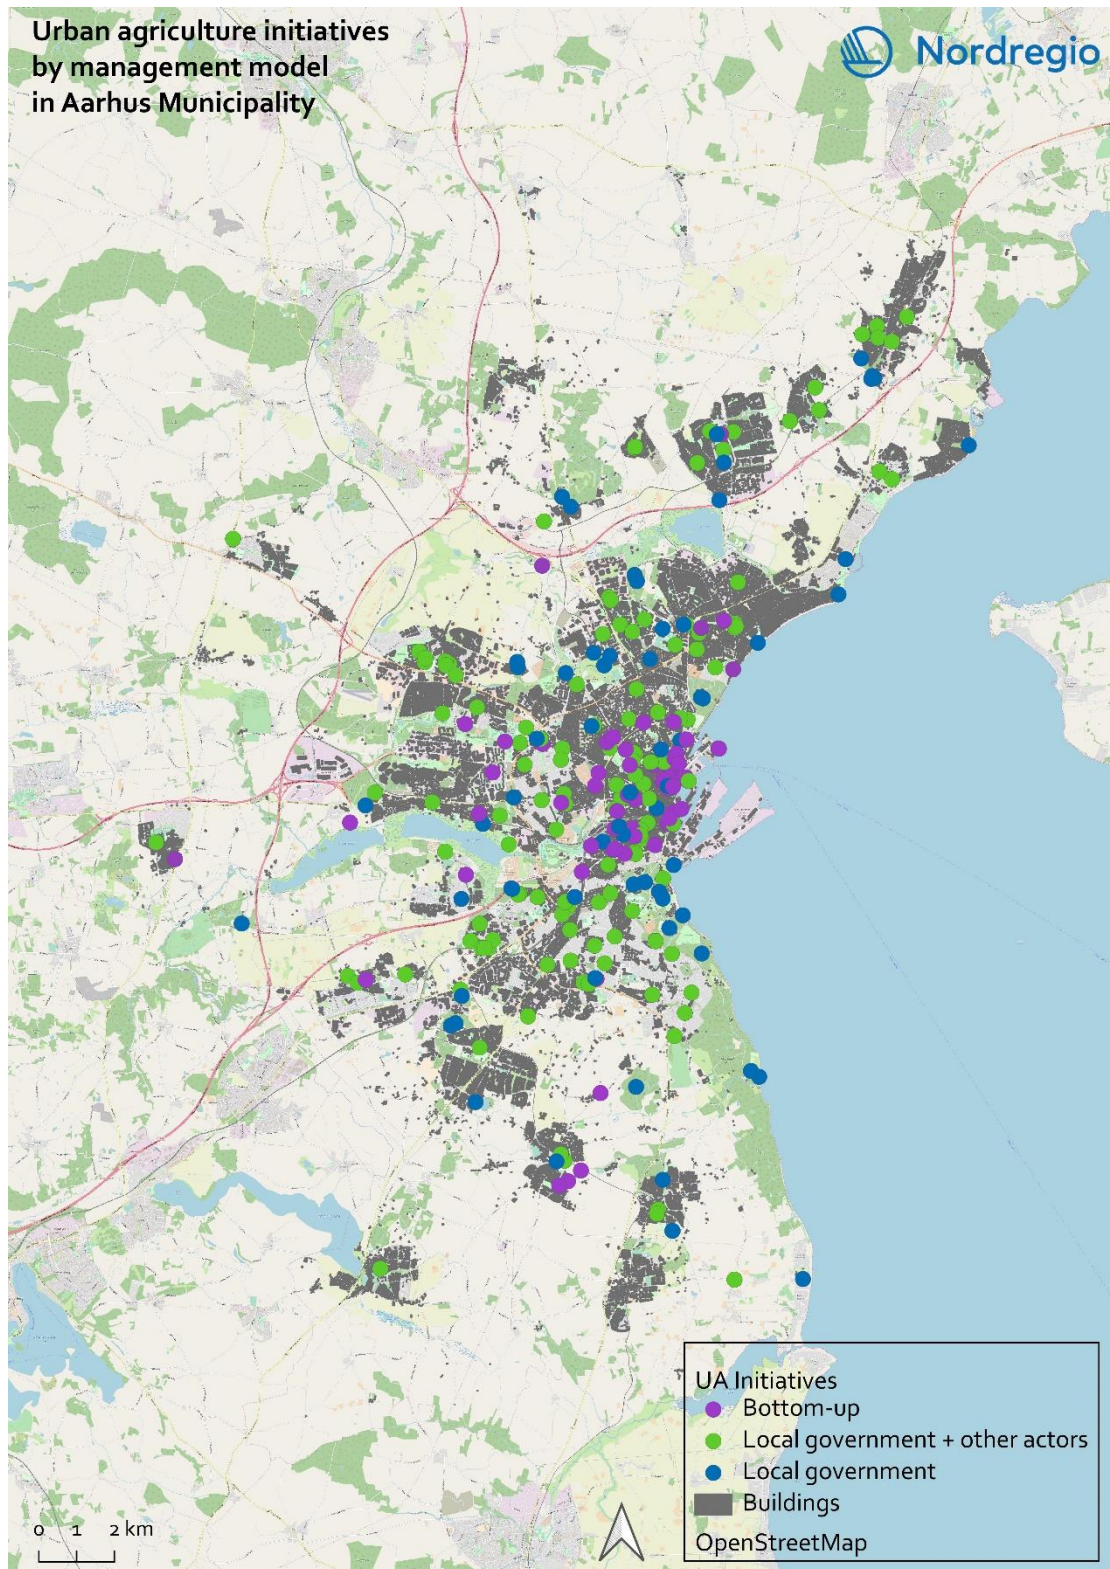 Urban agriculture initiatives
by management model
in Aarhus Municipality
Nordregio
UA Initiatives
Bottom-up
Local government + other actors
Local government
Buildings
OpenStreetMap
0 1 2 km